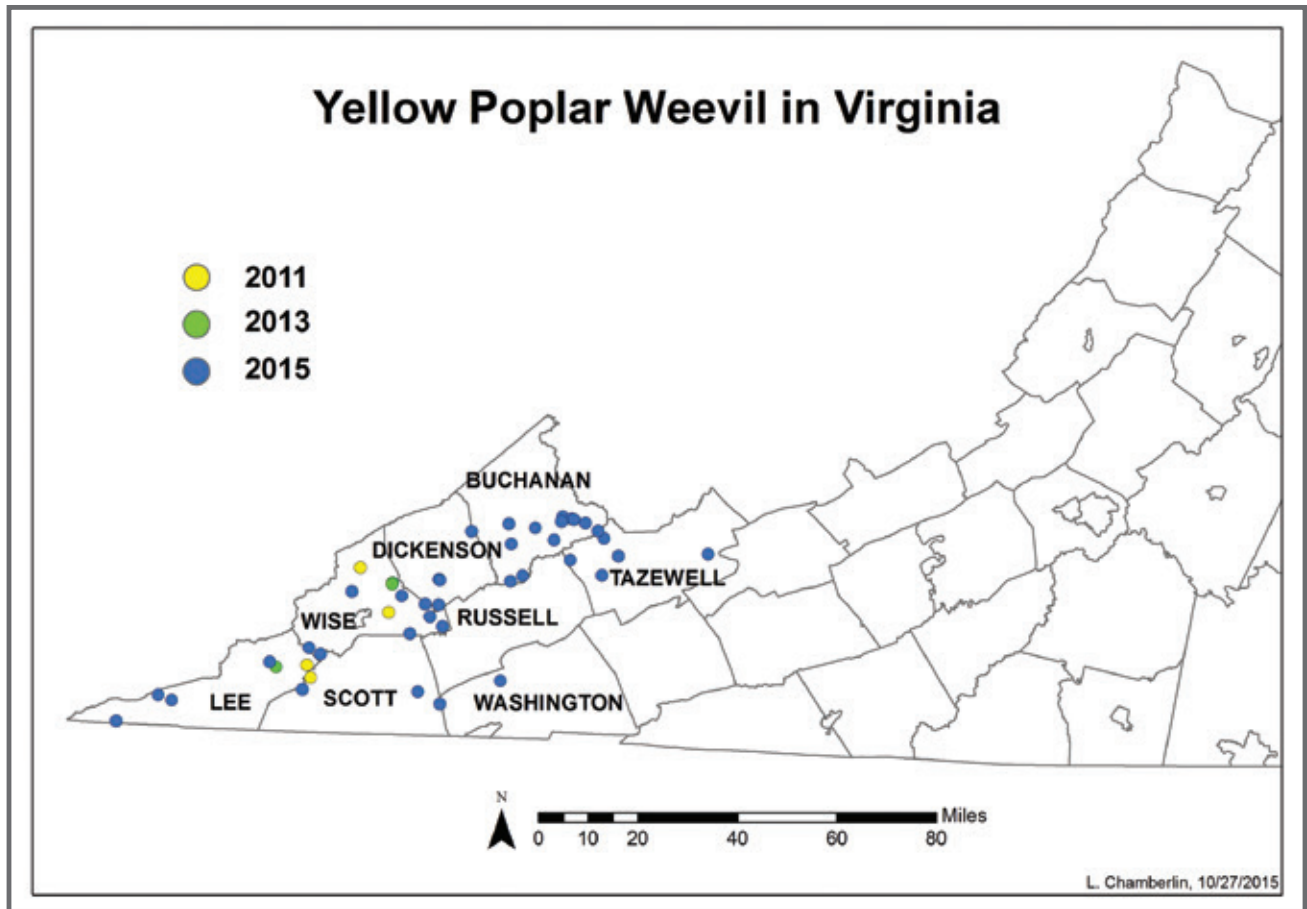 Yellow Poplar Weevil in Virginia
2011
2013
2015
BUCHANAN
DICKENSON
TAZEWELL
WISE
RUSSELL
LEE
SCOTT
WASHINGTON
N
Miles
0 10 20 40 60 80
L. Chamberlin, 10/27/2015